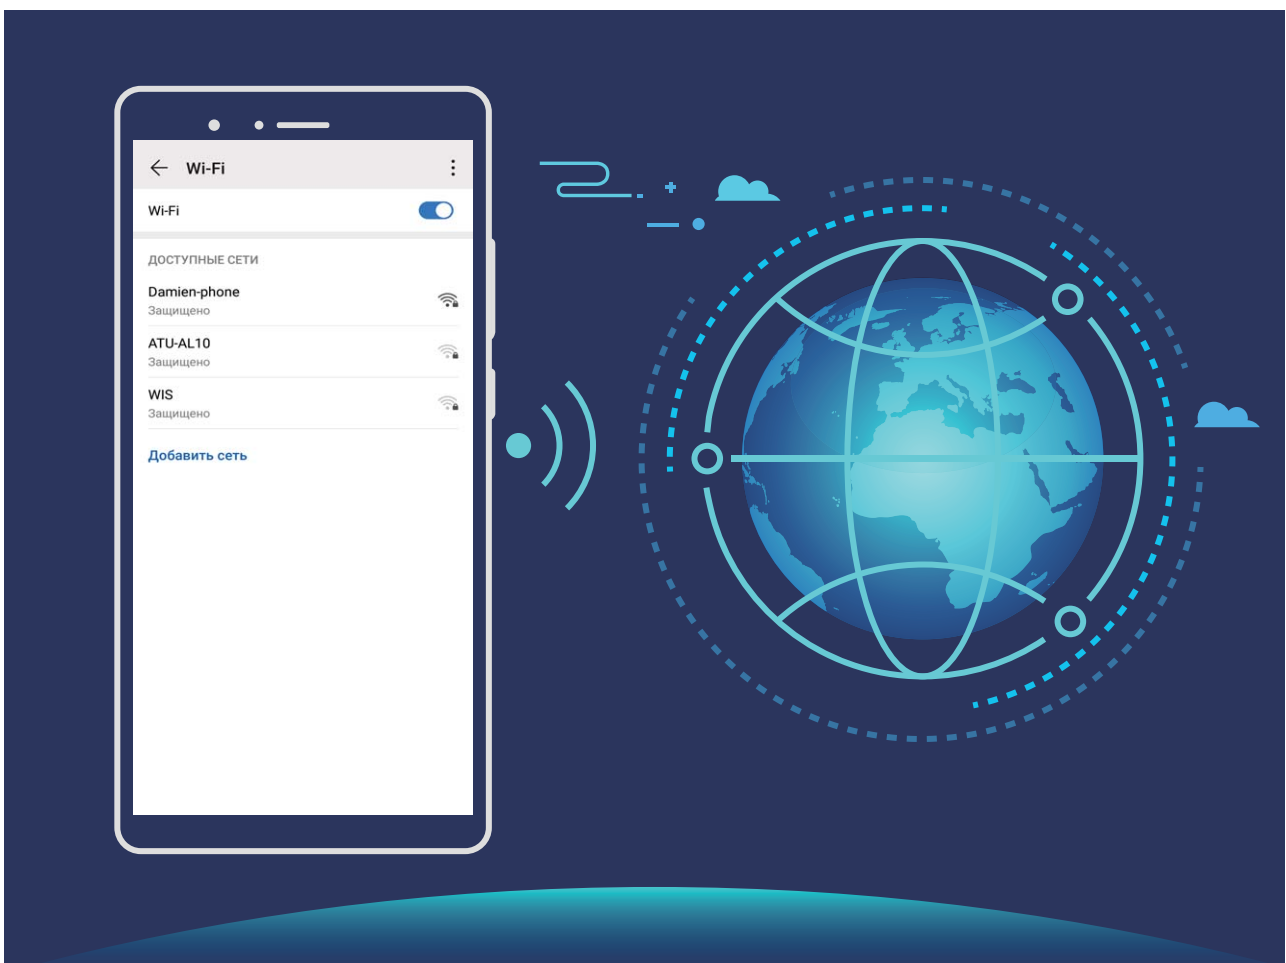 Wi-Fi
Wi-Fi
ДОСТУПНЫЕ СЕТИ
Damien-phone
Защищено
ATU-AL10
Защищено
WIS
Защищено
Добавить сеть